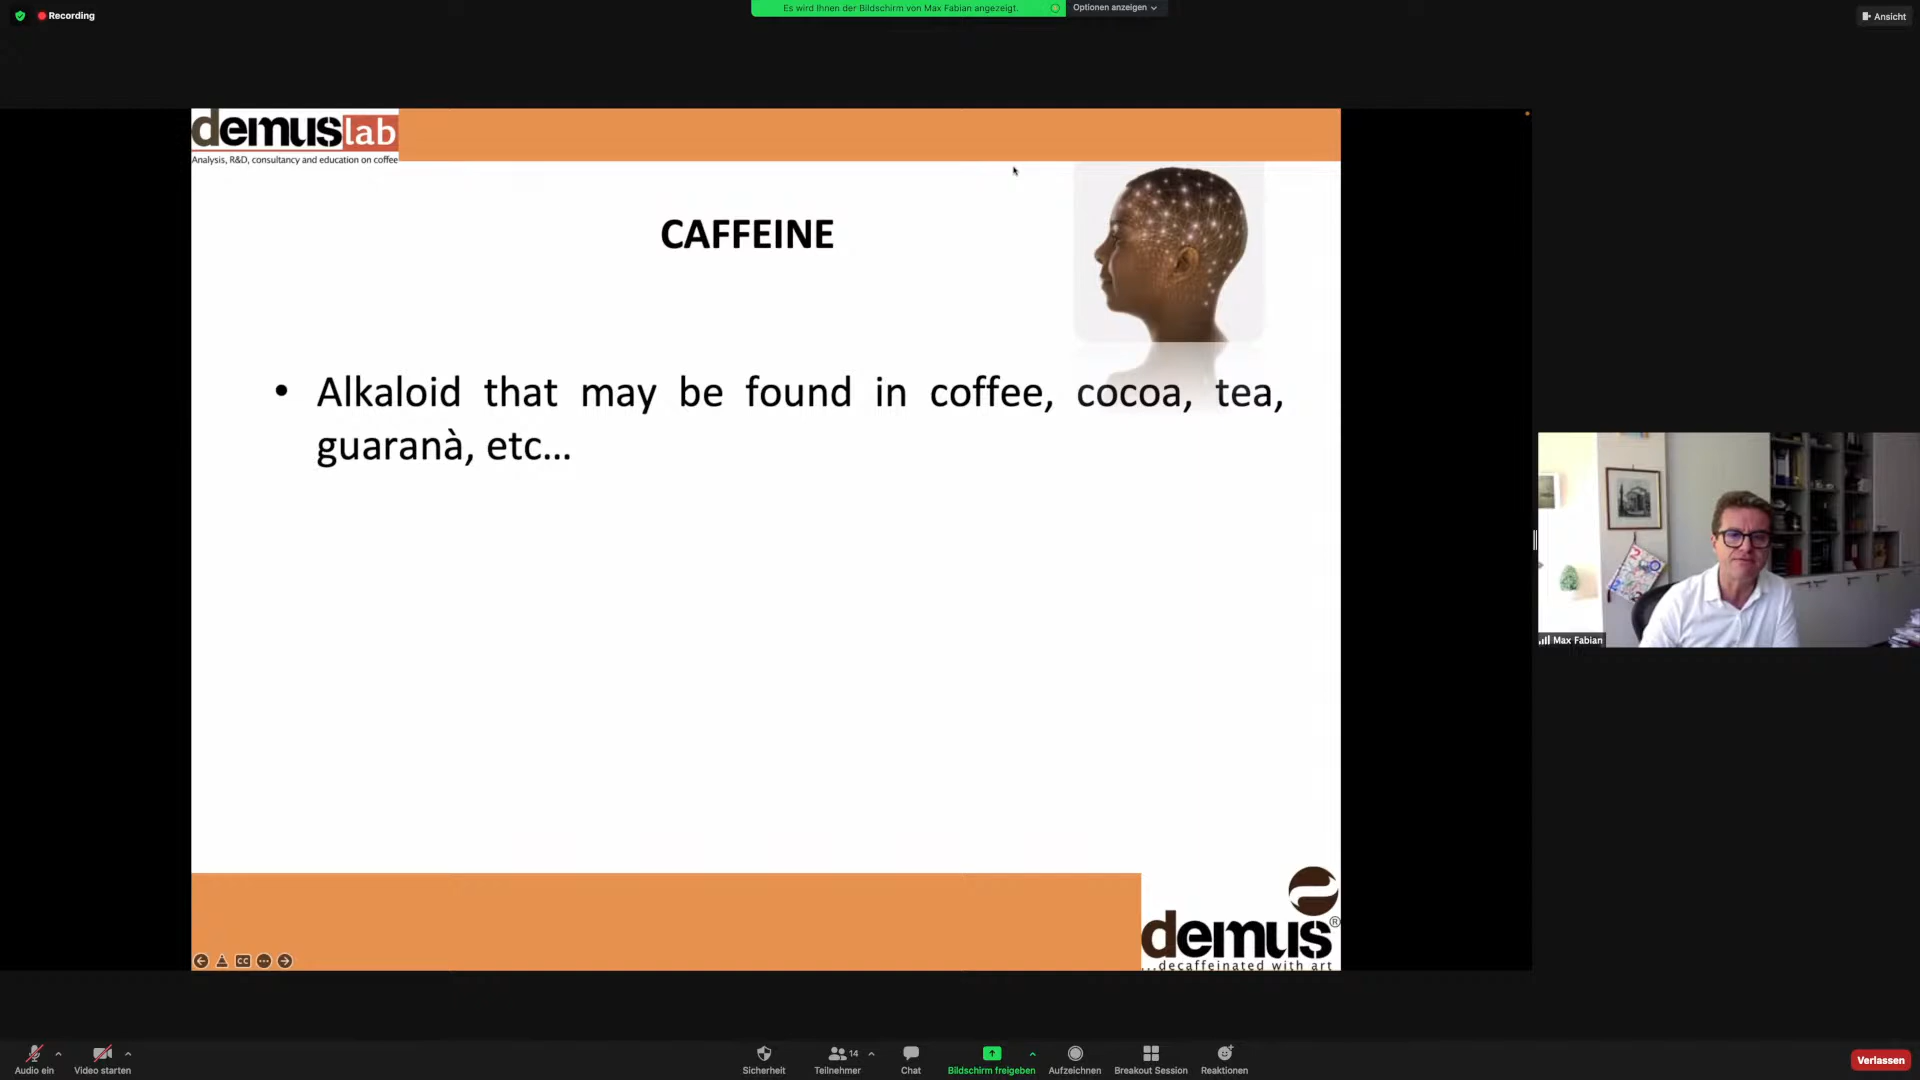 Recording
Es wird Ihnen der Bildschirm von Max Fabian angezeigt.
Optionen anzeigen
Ansicht
demuslab
Analysis, R&D, consultancy and education on coffee
CAFFEINE
• Alkaloid that may be found in coffee, cocoa, tea,
guaranà, etc...
Max Fabian
demus®
...decaffeinated with art
CC
Audio ein
Video starten
Sicherheit
14
Teilnehmer
Chat
Bildschirm freigeben
Aufzeichnen
Breakout Session
Reaktionen
Verlassen